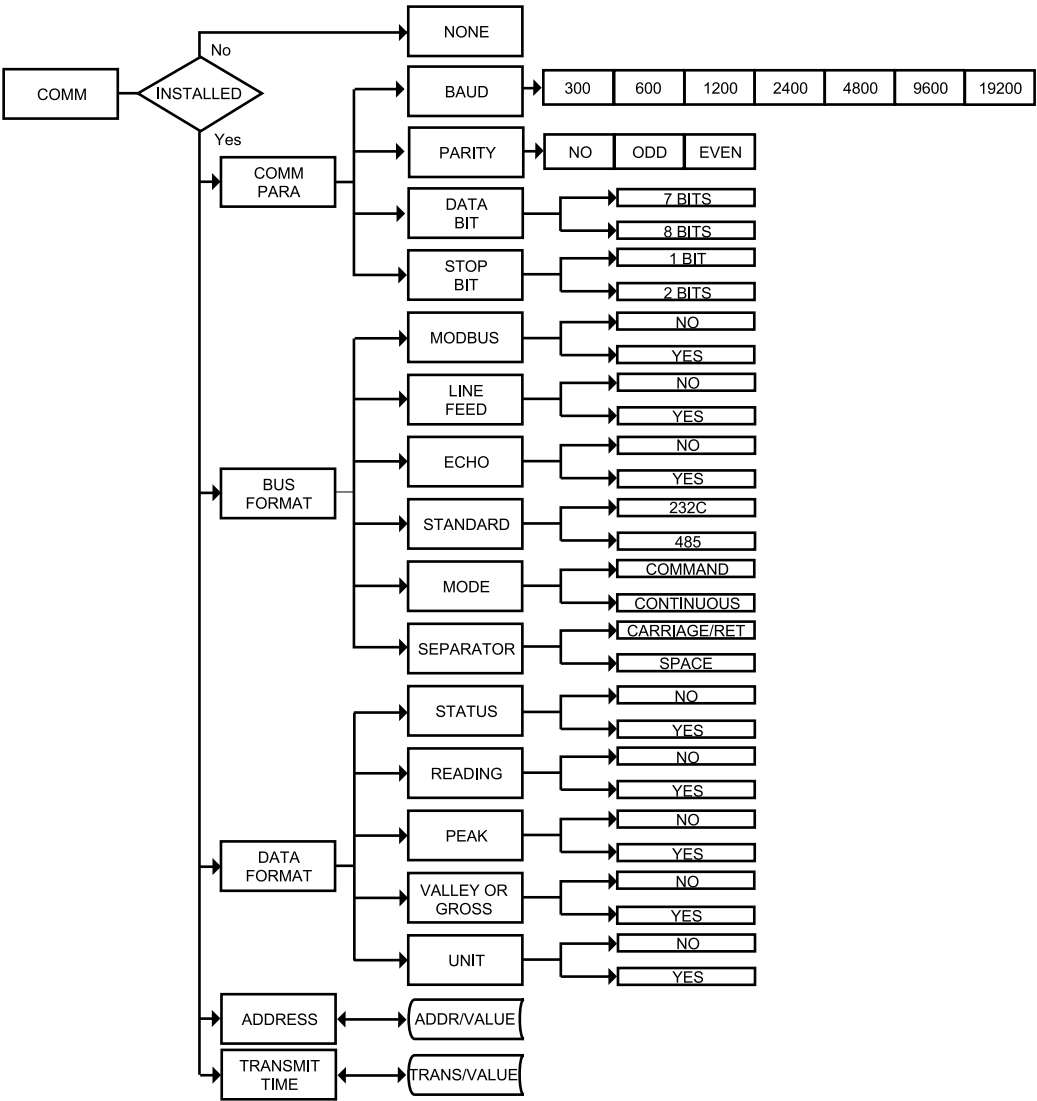 NONE
No
COMM
INSTALLED
BAUD
300
600
1200
2400
4800
9600
19200
Yes
COMM
PARA
PARITY
NO
ODD
EVEN
DATA
BIT
7 BITS
8 BITS
STOP
BIT
1 BIT
2 BITS
BUS
FORMAT
MODBUS
NO
YES
LINE
FEED
NO
YES
ECHO
NO
YES
STANDARD
232C
485
MODE
COMMAND
CONTINUOUS
SEPARATOR
CARRIAGE/RET
SPACE
DATA
FORMAT
STATUS
NO
YES
READING
NO
YES
PEAK
NO
YES
VALLEY OR
GROSS
NO
YES
UNIT
NO
YES
ADDRESS
ADDR/VALUE
TRANSMIT
TIME
TRANS/VALUE